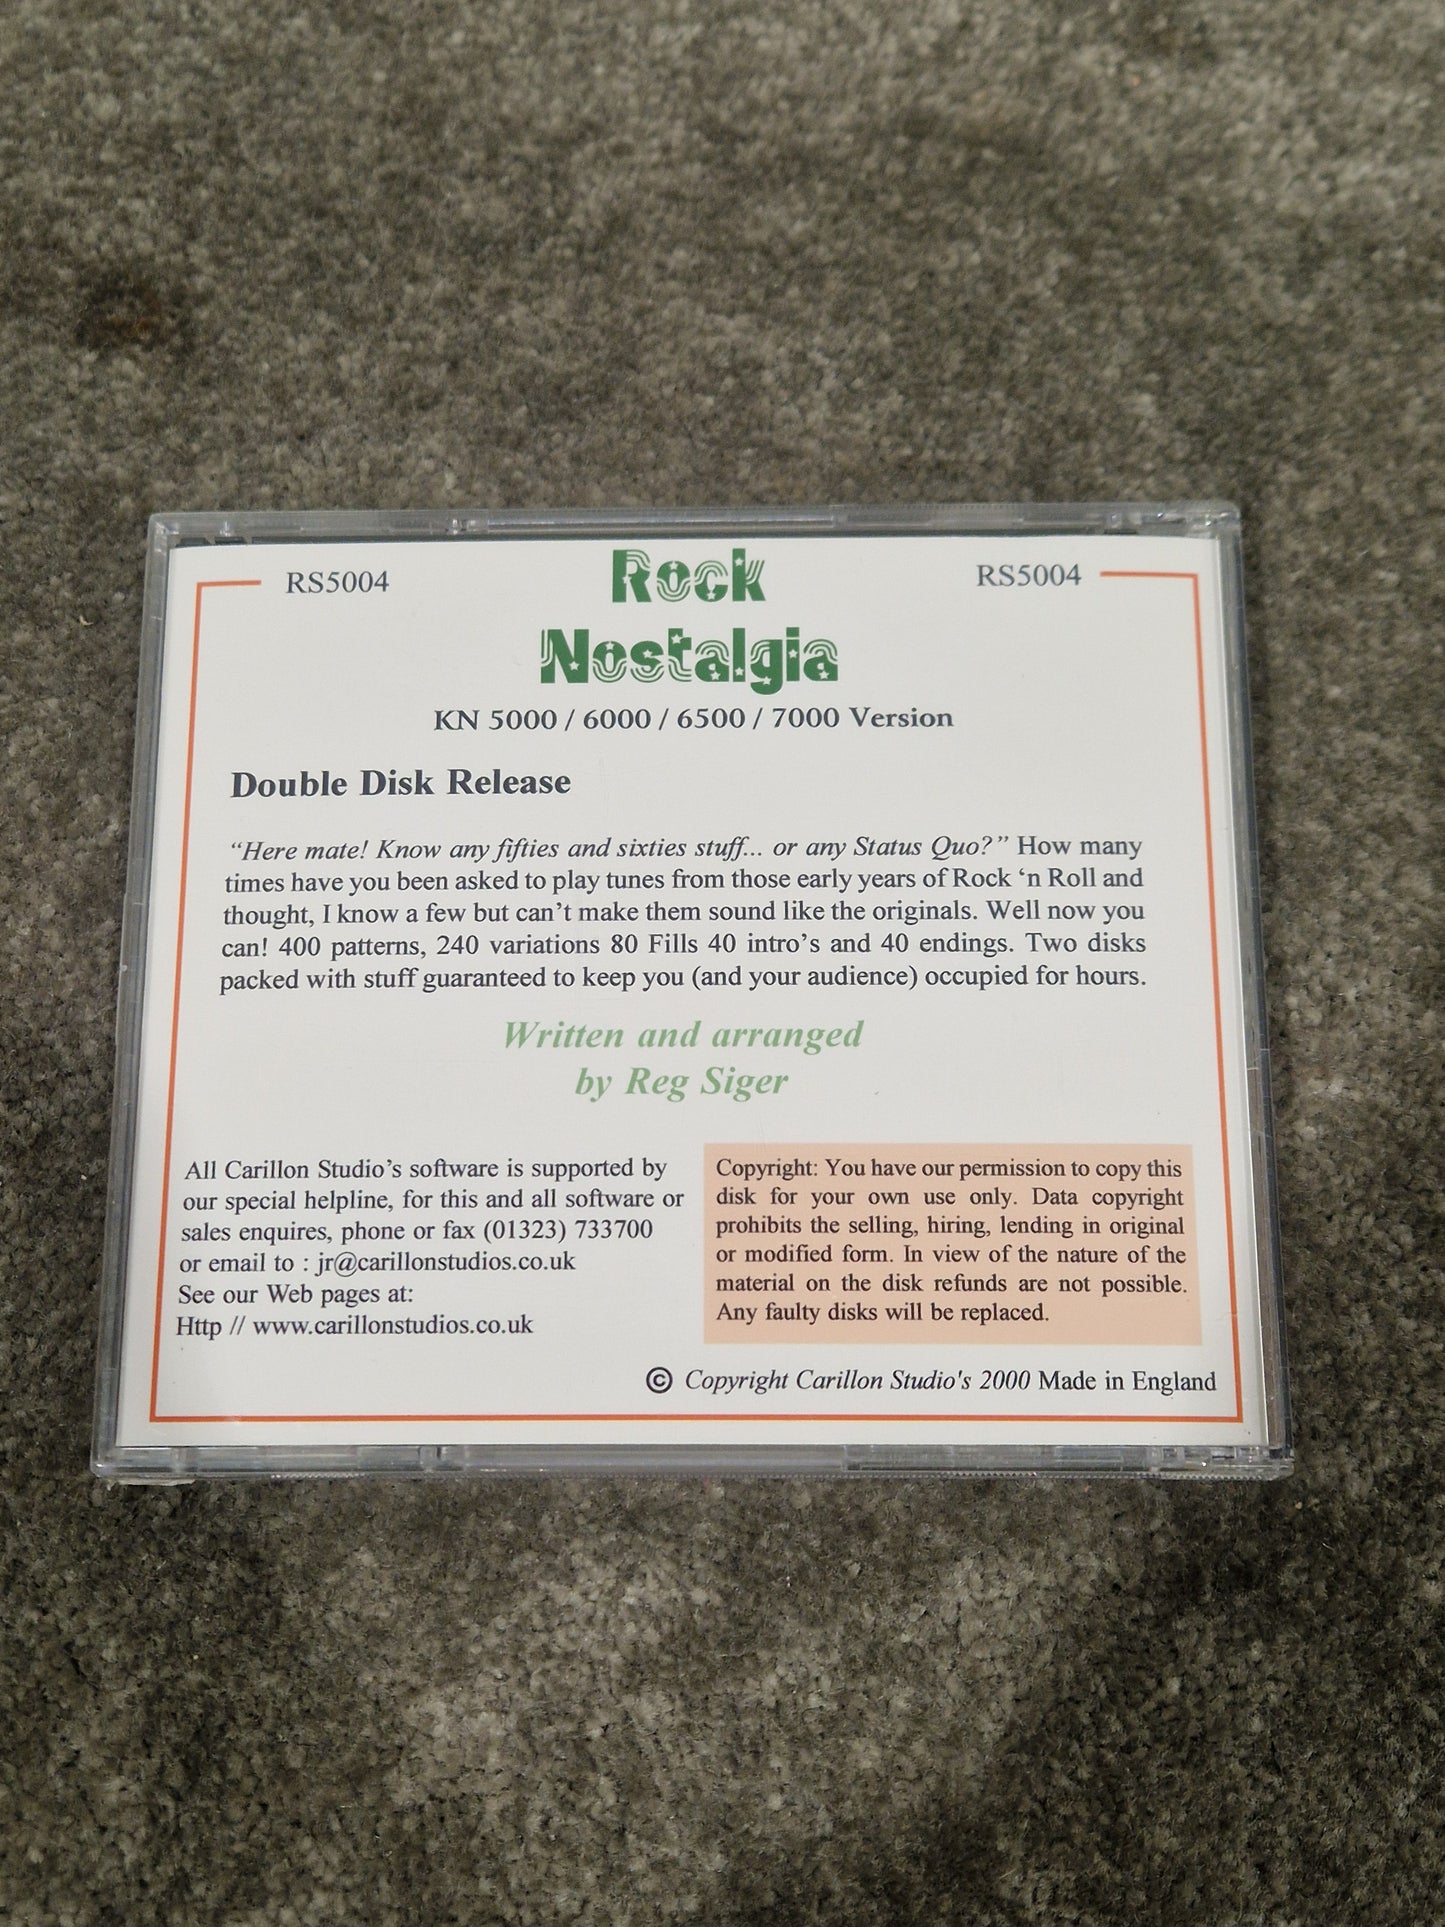 RS5004
Rock
RS5004
Nostalgia
KN 5000 / 6000 / 6500 / 7000 Version
Double Disk Release
“Here mate! Know any fifties and sixties stuff... or any Status Quo?” How many
times have you been asked to play tunes from those early years of Rock ‘n Roll and
thought, I know a few but can’t make them sound like the originals. Well now you
can! 400 patterns, 240 variations 80 Fills 40 intro’s and 40 endings. Two disks
packed with stuff guaranteed to keep you (and your audience) occupied for hours.
Written and arranged
by Reg Siger
All Carillon Studio’s software is supported by
our special helpline, for this and all software or
sales enquires, phone or fax (01323) 733700
or email to : jr@carillonstudios.co.uk
See our Web pages at:
Http // www.carillonstudios.co.uk
Copyright: You have our permission to copy this
disk for your own use only. Data copyright
prohibits the selling, hiring, lending in original
or modified form. In view of the nature of the
material on the disk refunds are not possible.
Any faulty disks will be replaced.
© Copyright Carillon Studio's 2000 Made in England